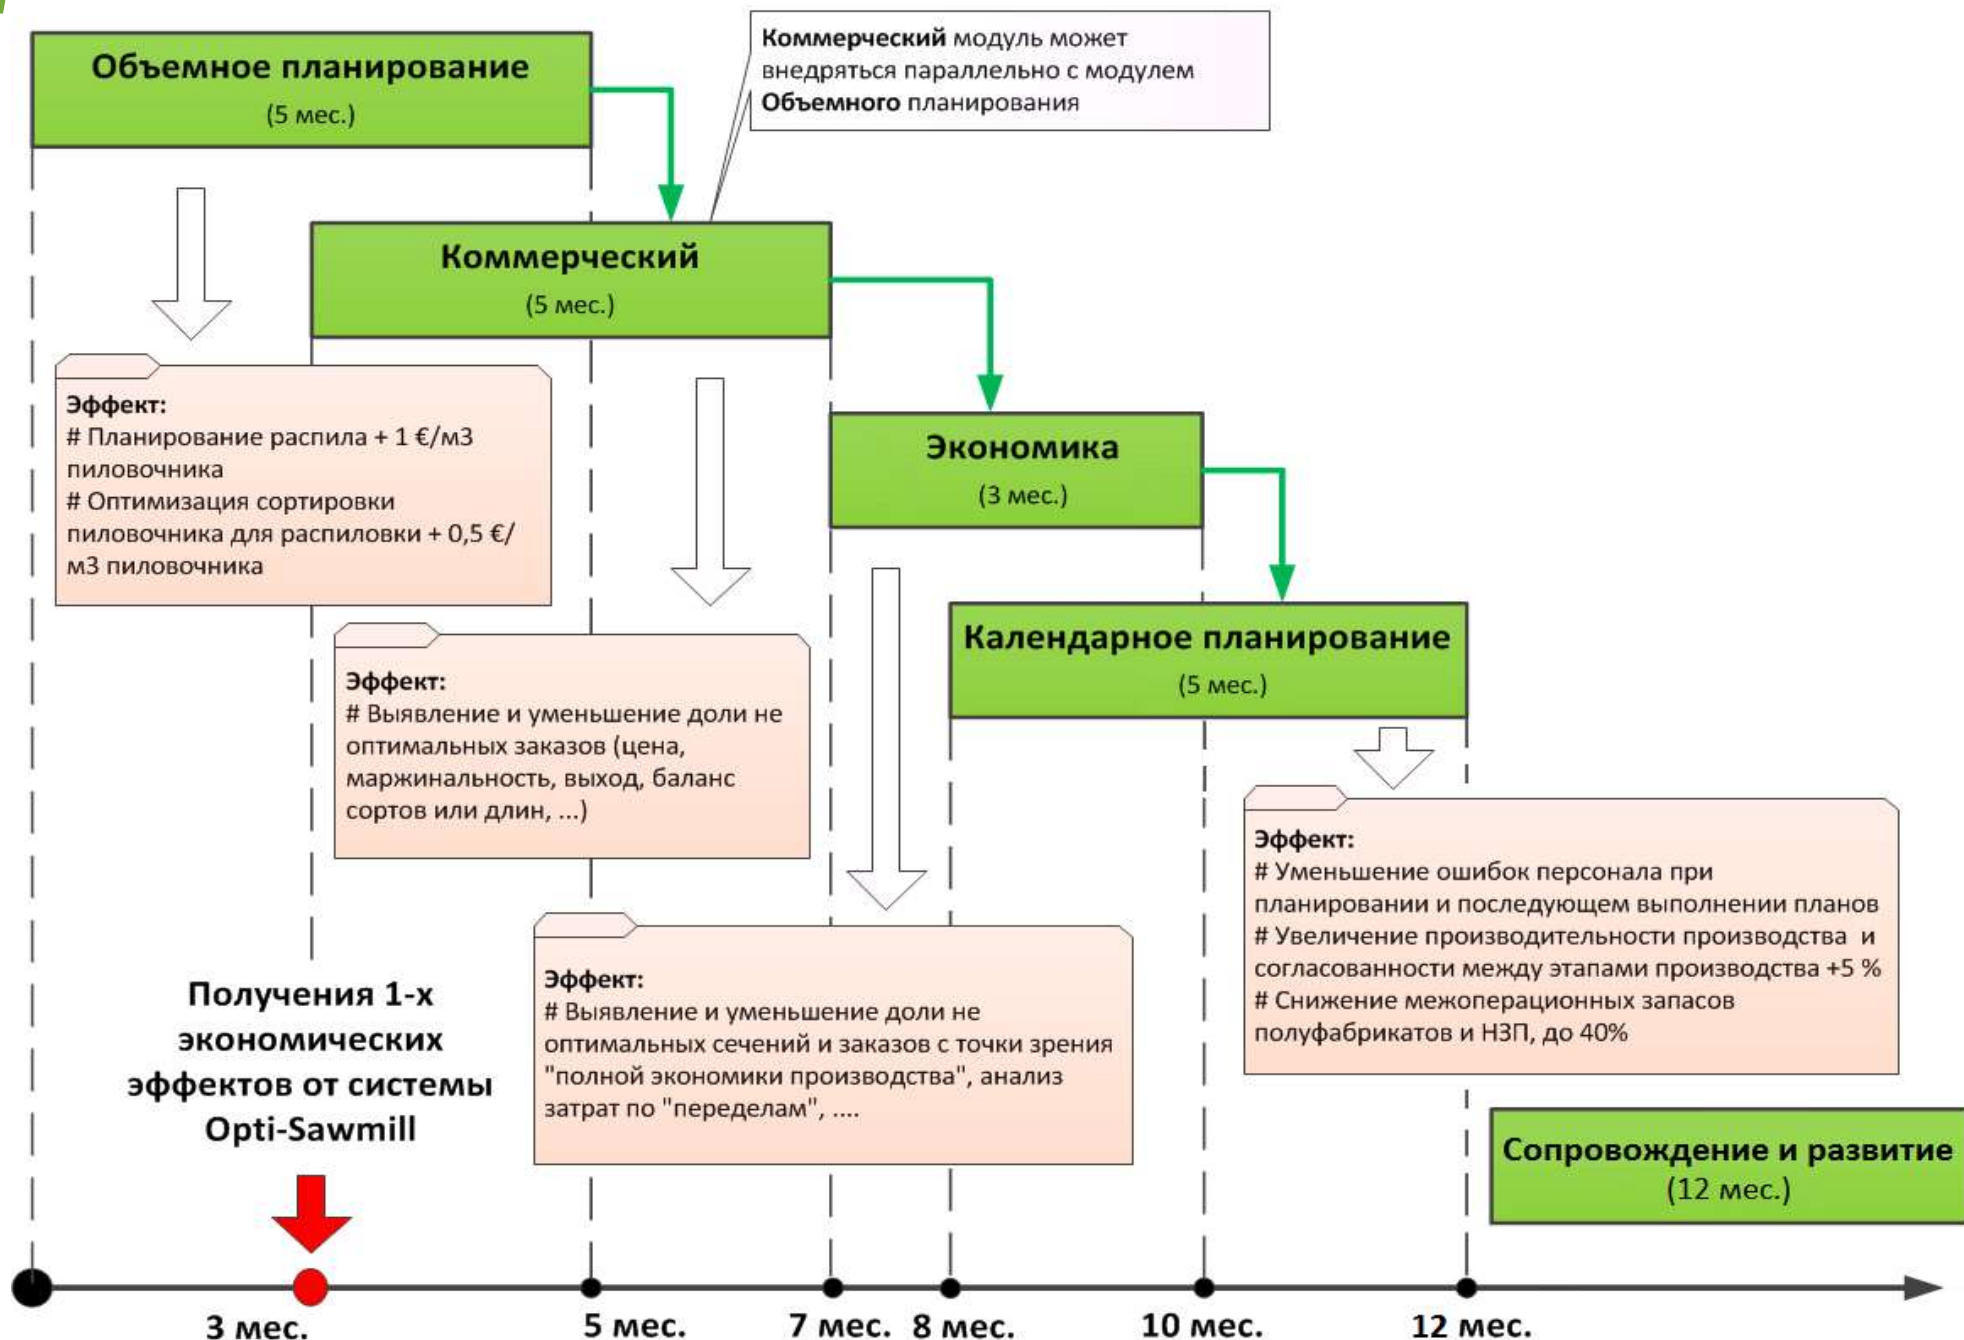 Объемное планирование
(5 мес.)
Коммерческий модуль может
внедряться параллельно с модулем
Объемного планирования
Коммерческий
(5 мес.)
Эффект:
# Планирование распила + 1 €/м3
пиловочника
# Оптимизация сортировки
пиловочника для распиловки + 0,5 €/
м3 пиловочника
Экономика
(3 мес.)
Календарное планирование
(5 мес.)
Эффект:
# Выявление и уменьшение доли не
оптимальных заказов (цена,
маржинальность, выход, баланс
сортов или длин, ...)
Эффект:
# Уменьшение ошибок персонала при
планировании и последующем выполнении планов
# Увеличение производительности производства и
согласованности между этапами производства +5 %
# Снижение межоперационных запасов
полуфабрикатов и НЗП, до 40%
Эффект:
# Выявление и уменьшение доли не
оптимальных сечений и заказов с точки зрения
"полной экономики производства", анализ
затрат по "переделам", ....
Получения 1-х
экономических
эффектов от системы
Opti-Sawmill
Сопровождение и развитие
(12 мес.)
3 мес.
5 мес.
7 мес.
8 мес.
10 мес.
12 мес.